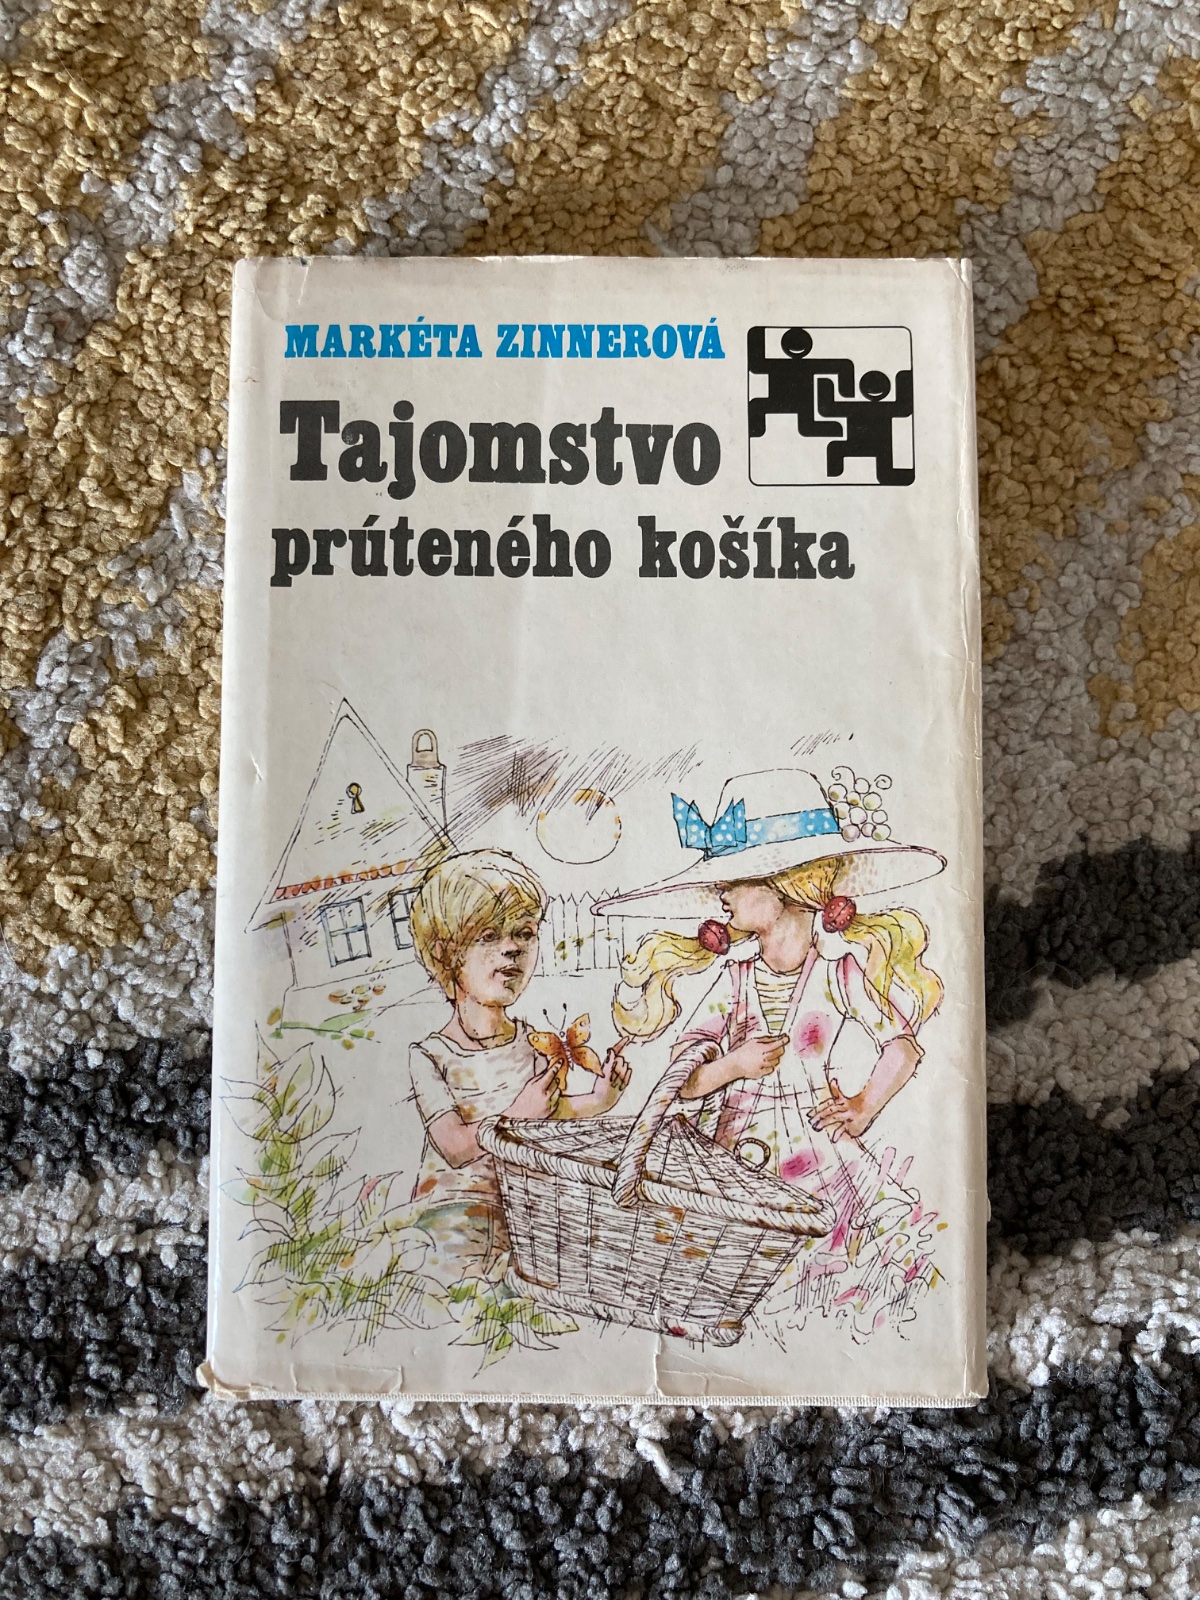 MARKÉTA ZINNEROVÁ
Tajomstvo
prúteného košíka